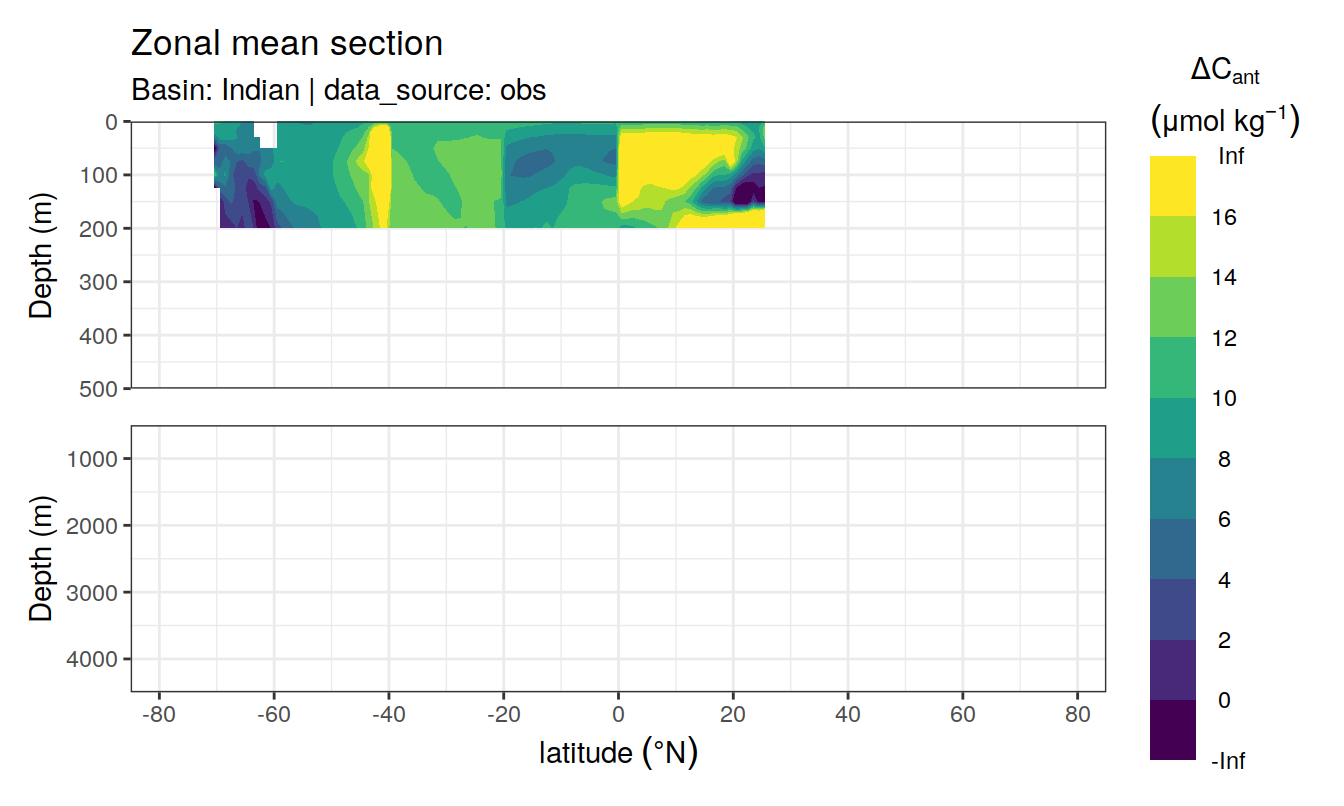 Zonal mean section
Basin: Indian | data_source: obs
Depth (m)
0
100
200
300
400
500
Depth (m)
1000
2000
3000
4000
-80 -60 -40 -20 0 20 40 60 80
latitude (°N)
ΔCant
(μmol kg⁻¹)
Inf
16
14
12
10
8
6
4
2
0
-Inf